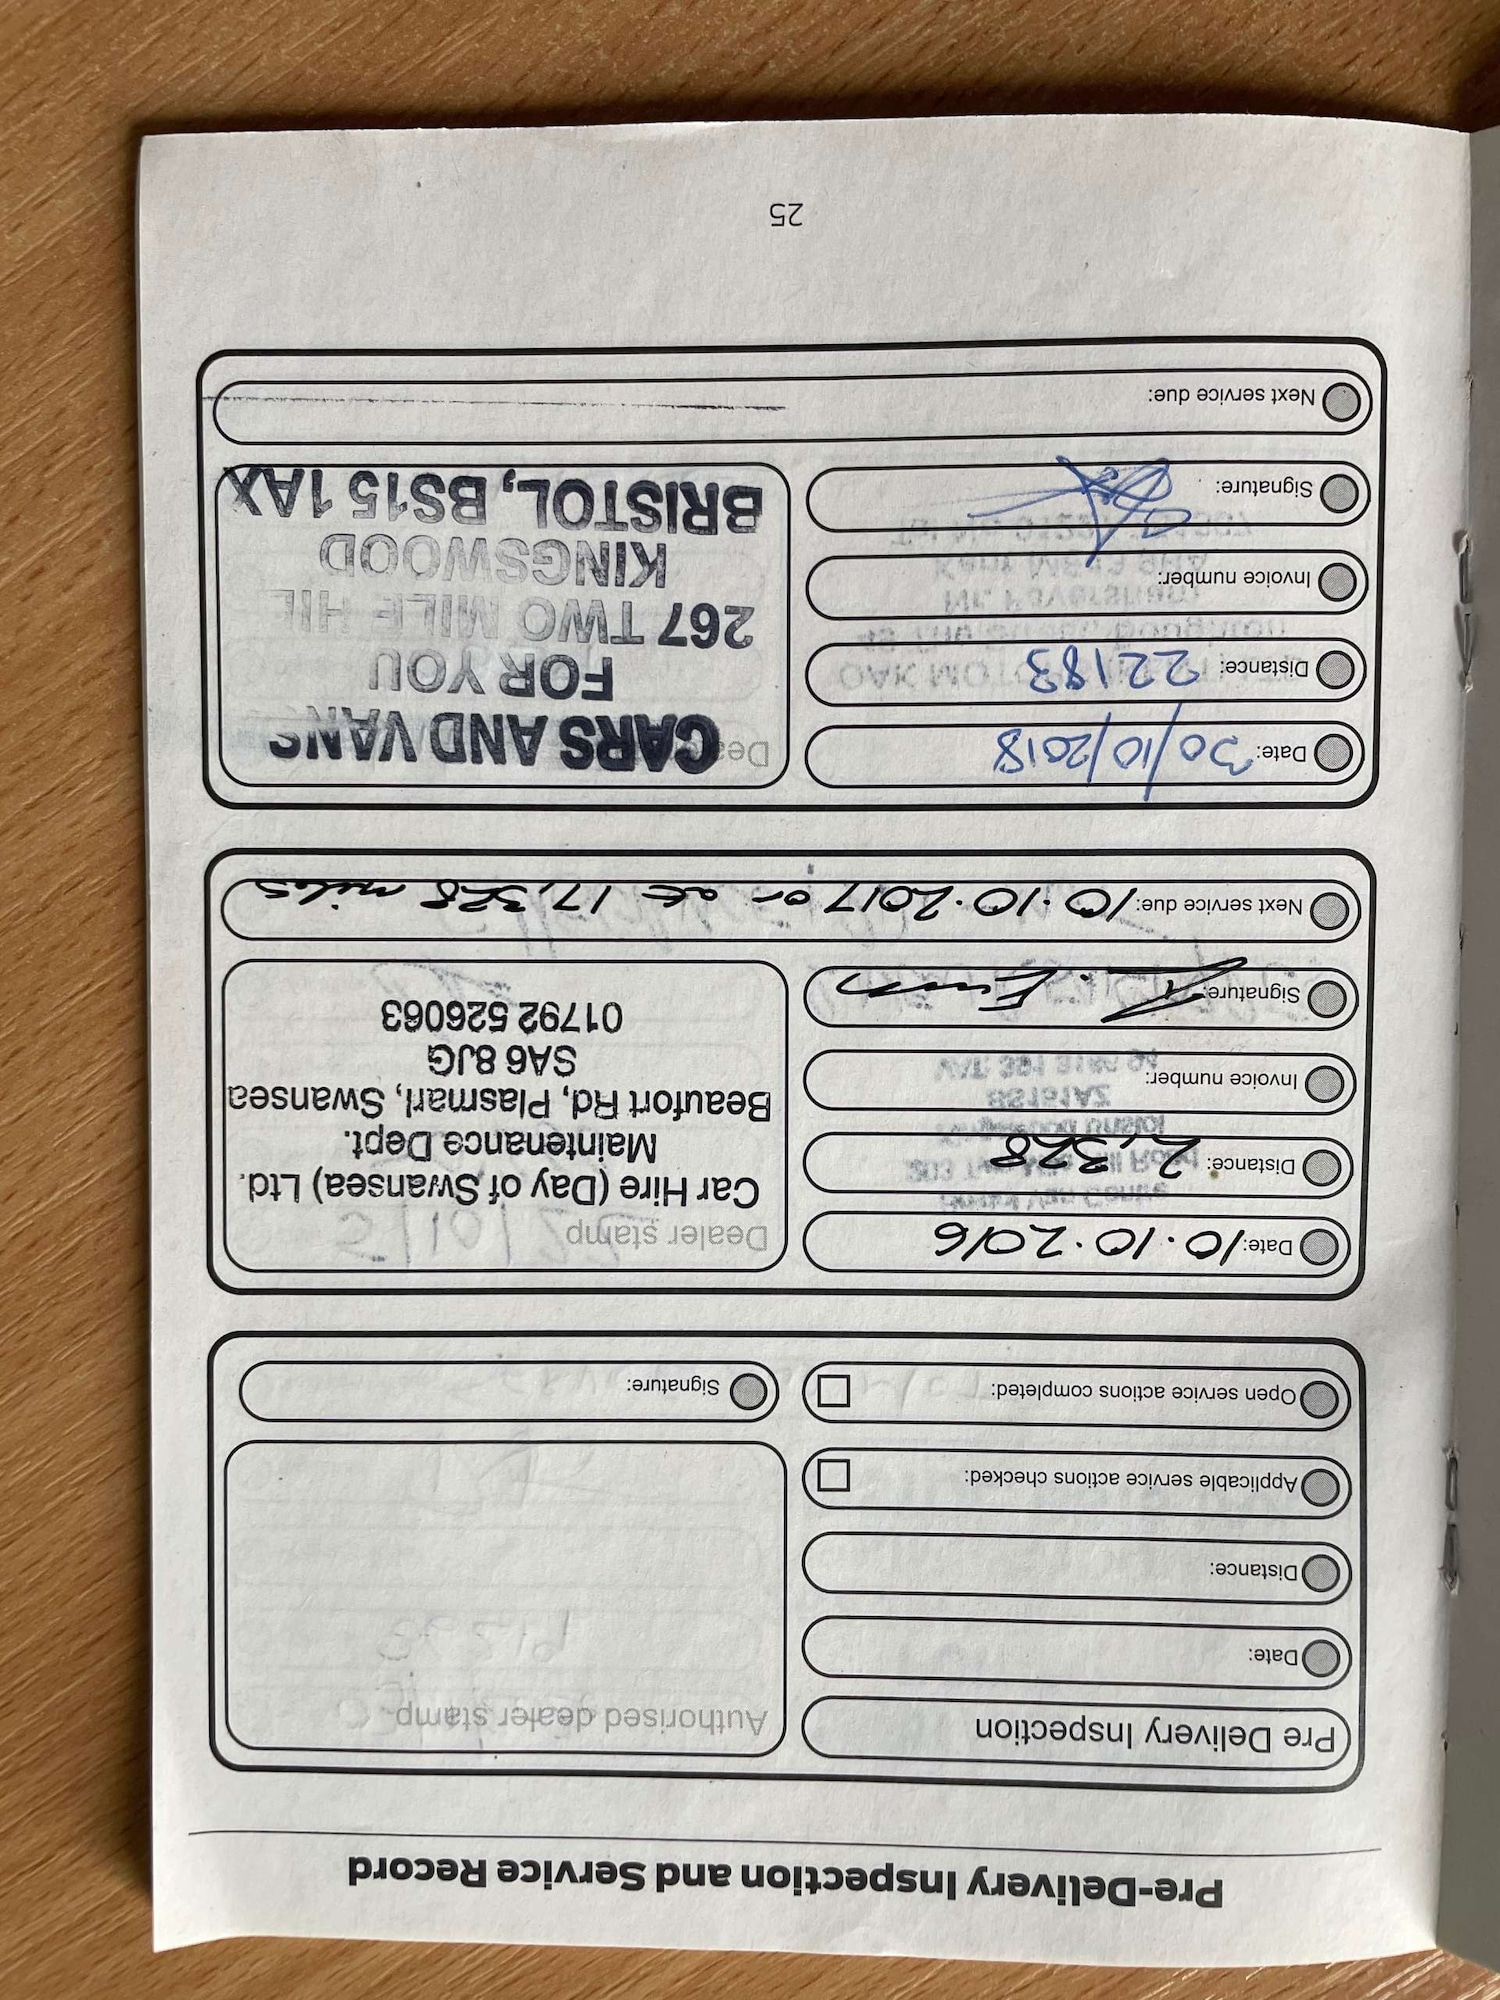 Pre-Delivery Inspection and Service Record
Pre Delivery Inspection
Date:
Distance:
Applicable service actions checked:
Open service actions completed:
Authorised dealer stamp
Signature:
Date: 10.10.2016
Distance: 2,328
Invoice number:
Signature:
Dealer stamp
Car Hire (Day of Swansea) Ltd.
Maintenance Dept.
Beaufort Rd, Plasmarl, Swansea
SA6 8JG
01792 526063
Next service due: 10.10.2017 or at 17,328 miles
Date: 30/10/2018
Distance: 22183
Invoice number:
Signature:
CARS AND VANS
FOR YOU
267 TWO MILE HIL
KINGSWOOD
BRISTOL, BS15 1AX
Next service due:
25